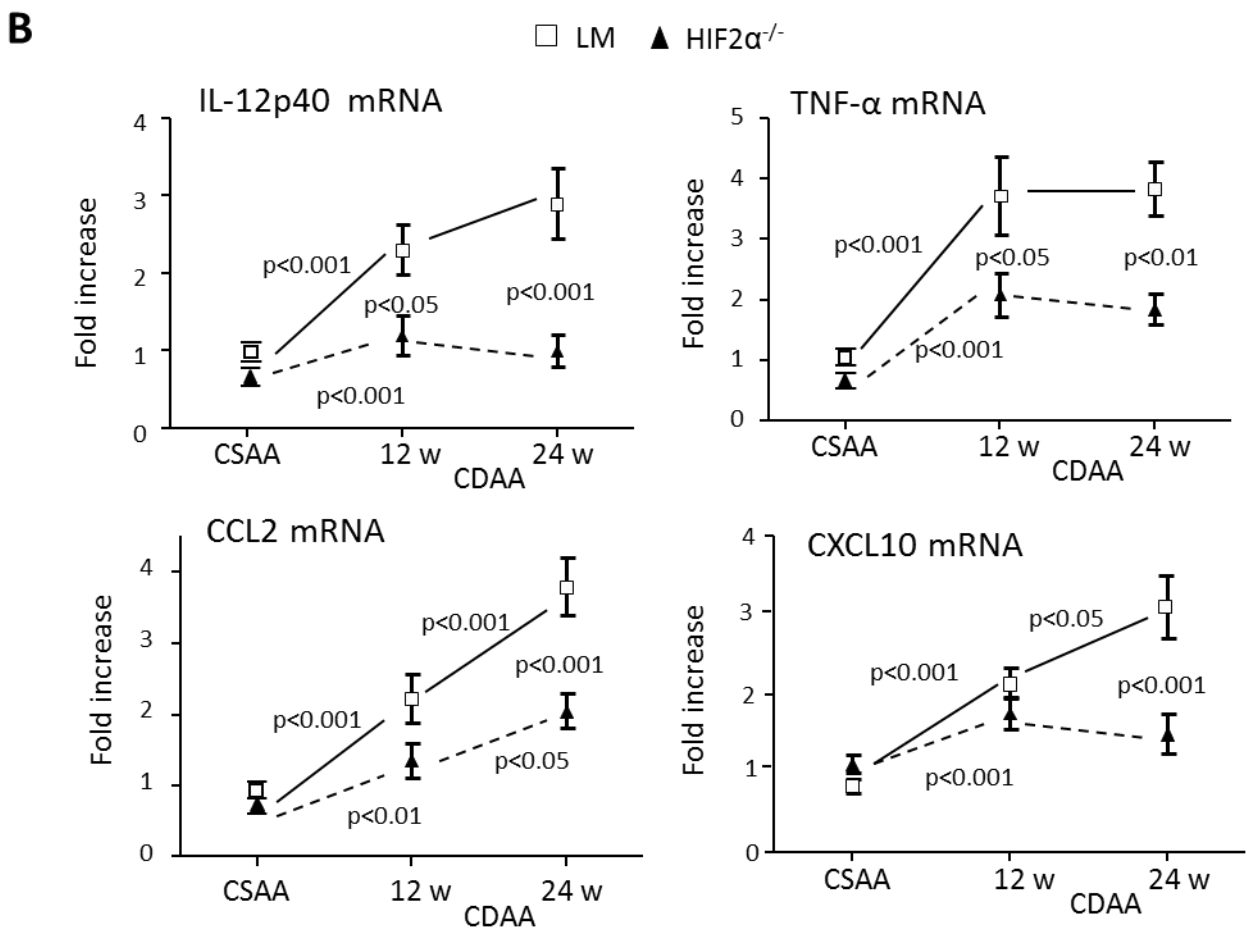 B
LM HIF2α-/-
IL-12p40 mRNA
Fold increase
4
3
2
1
0
p<0.001
p<0.05
p<0.001
p<0.001
CSAA 12 w 24 w
CDAA
TNF-α mRNA
Fold increase
5
4
3
2
1
0
p<0.001
p<0.05
p<0.01
p<0.001
CSAA 12 w 24 w
CDAA
CCL2 mRNA
Fold increase
4
3
2
1
0
p<0.001
p<0.001
p<0.001
p<0.05
p<0.01
CSAA 12 w 24 w
CDAA
CXCL10 mRNA
Fold increase
4
3
2
1
0
p<0.05
p<0.001
p<0.001
p<0.001
CSAA 12 w 24 w
CDAA